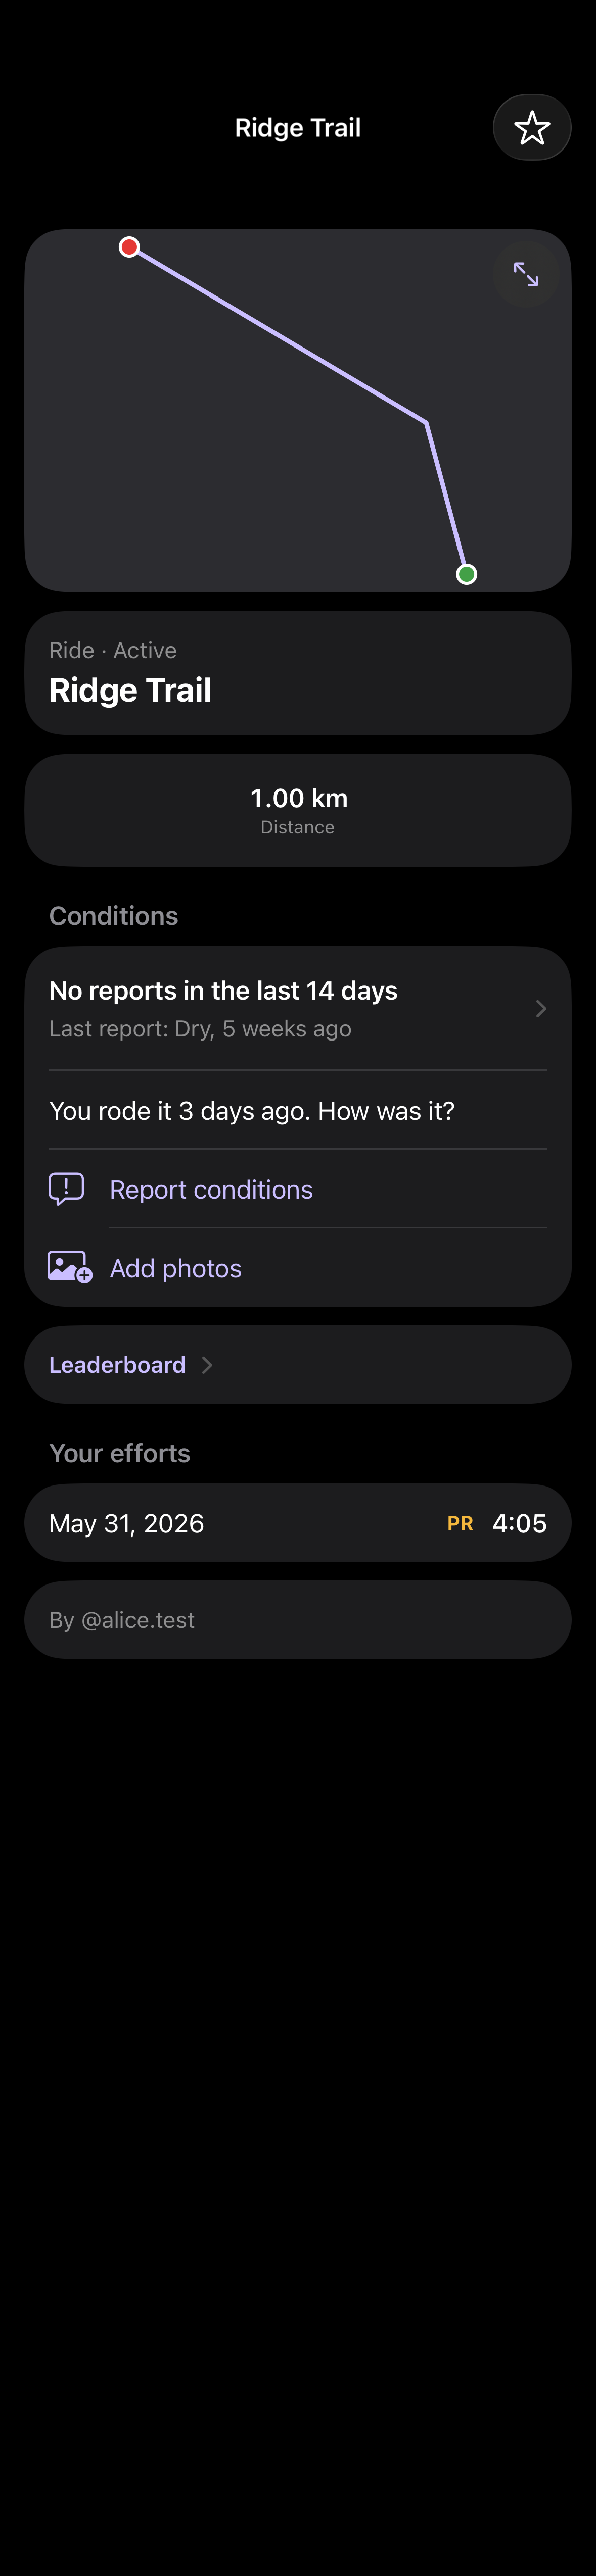 Ridge Trail
Ride · Active
Ridge Trail
1.00 km
Distance
Conditions
No reports in the last 14 days
Last report: Dry, 5 weeks ago
You rode it 3 days ago. How was it?
Report conditions
Add photos
Leaderboard
Your efforts
May 31, 2026 PR 4:05
By @alice.test